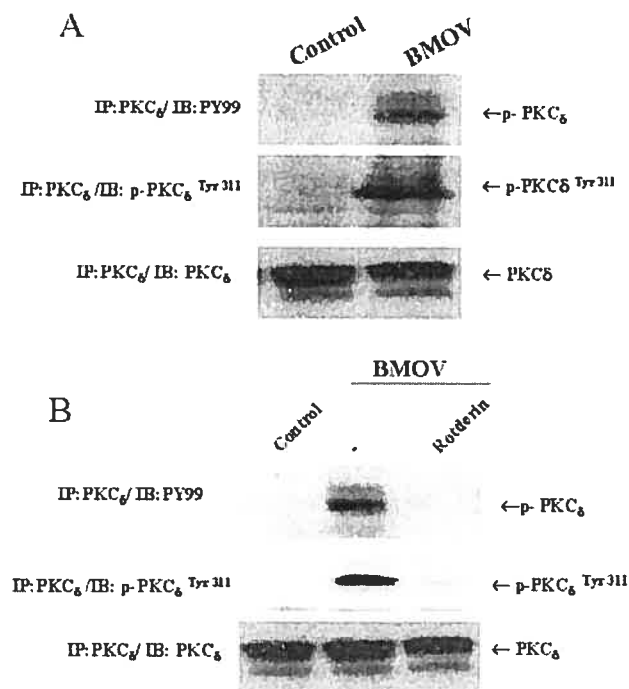 A
Control BMOV
IP:PKCδ/ IB:PY99 ←p- PKCδ
IP:PKCδ/IB: p-PKCδ Tyr 311 ←p-PKCδ Tyr 311
IP:PKCδ/ IB: PKCδ ← PKCδ
BMOV
B
Control - Rotderin
IP:PKCδ/ IB:PY99 ←p- PKCδ
IP:PKCδ/IB: p-PKCδ Tyr 311 ←p-PKCδ Tyr 311
IP:PKCδ/ IB: PKCδ ← PKCδ